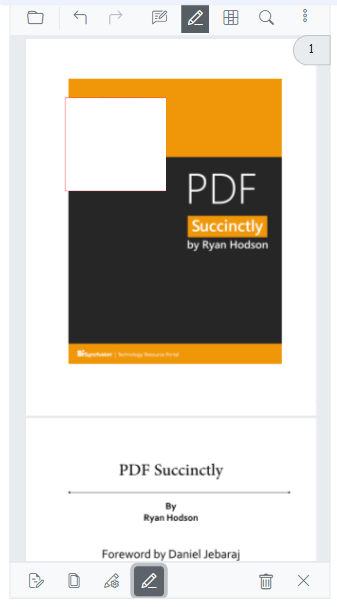 1
PDF
Succinctly
by Ryan Hodson
Syncfusion | Technology Resource Portal
PDF Succinctly
By
Ryan Hodson
Foreword by Daniel Jebaraj